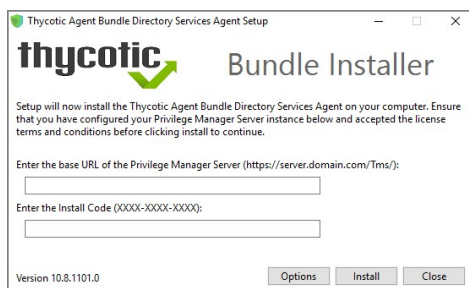 Thycotic Agent Bundle Directory Services Agent Setup
thycotic
Bundle Installer
Setup will now install the Thycotic Agent Bundle Directory Services Agent on your computer. Ensure
that you have configured your Privilege Manager Server instance below and accepted the license
terms and conditions before clicking install to continue.
Enter the base URL of the Privilege Manager Server (https://server.domain.com/Tms/):
Enter the Install Code (XXXX-XXXX-XXXX):
Version 10.8.1101.0
Options
Install
Close